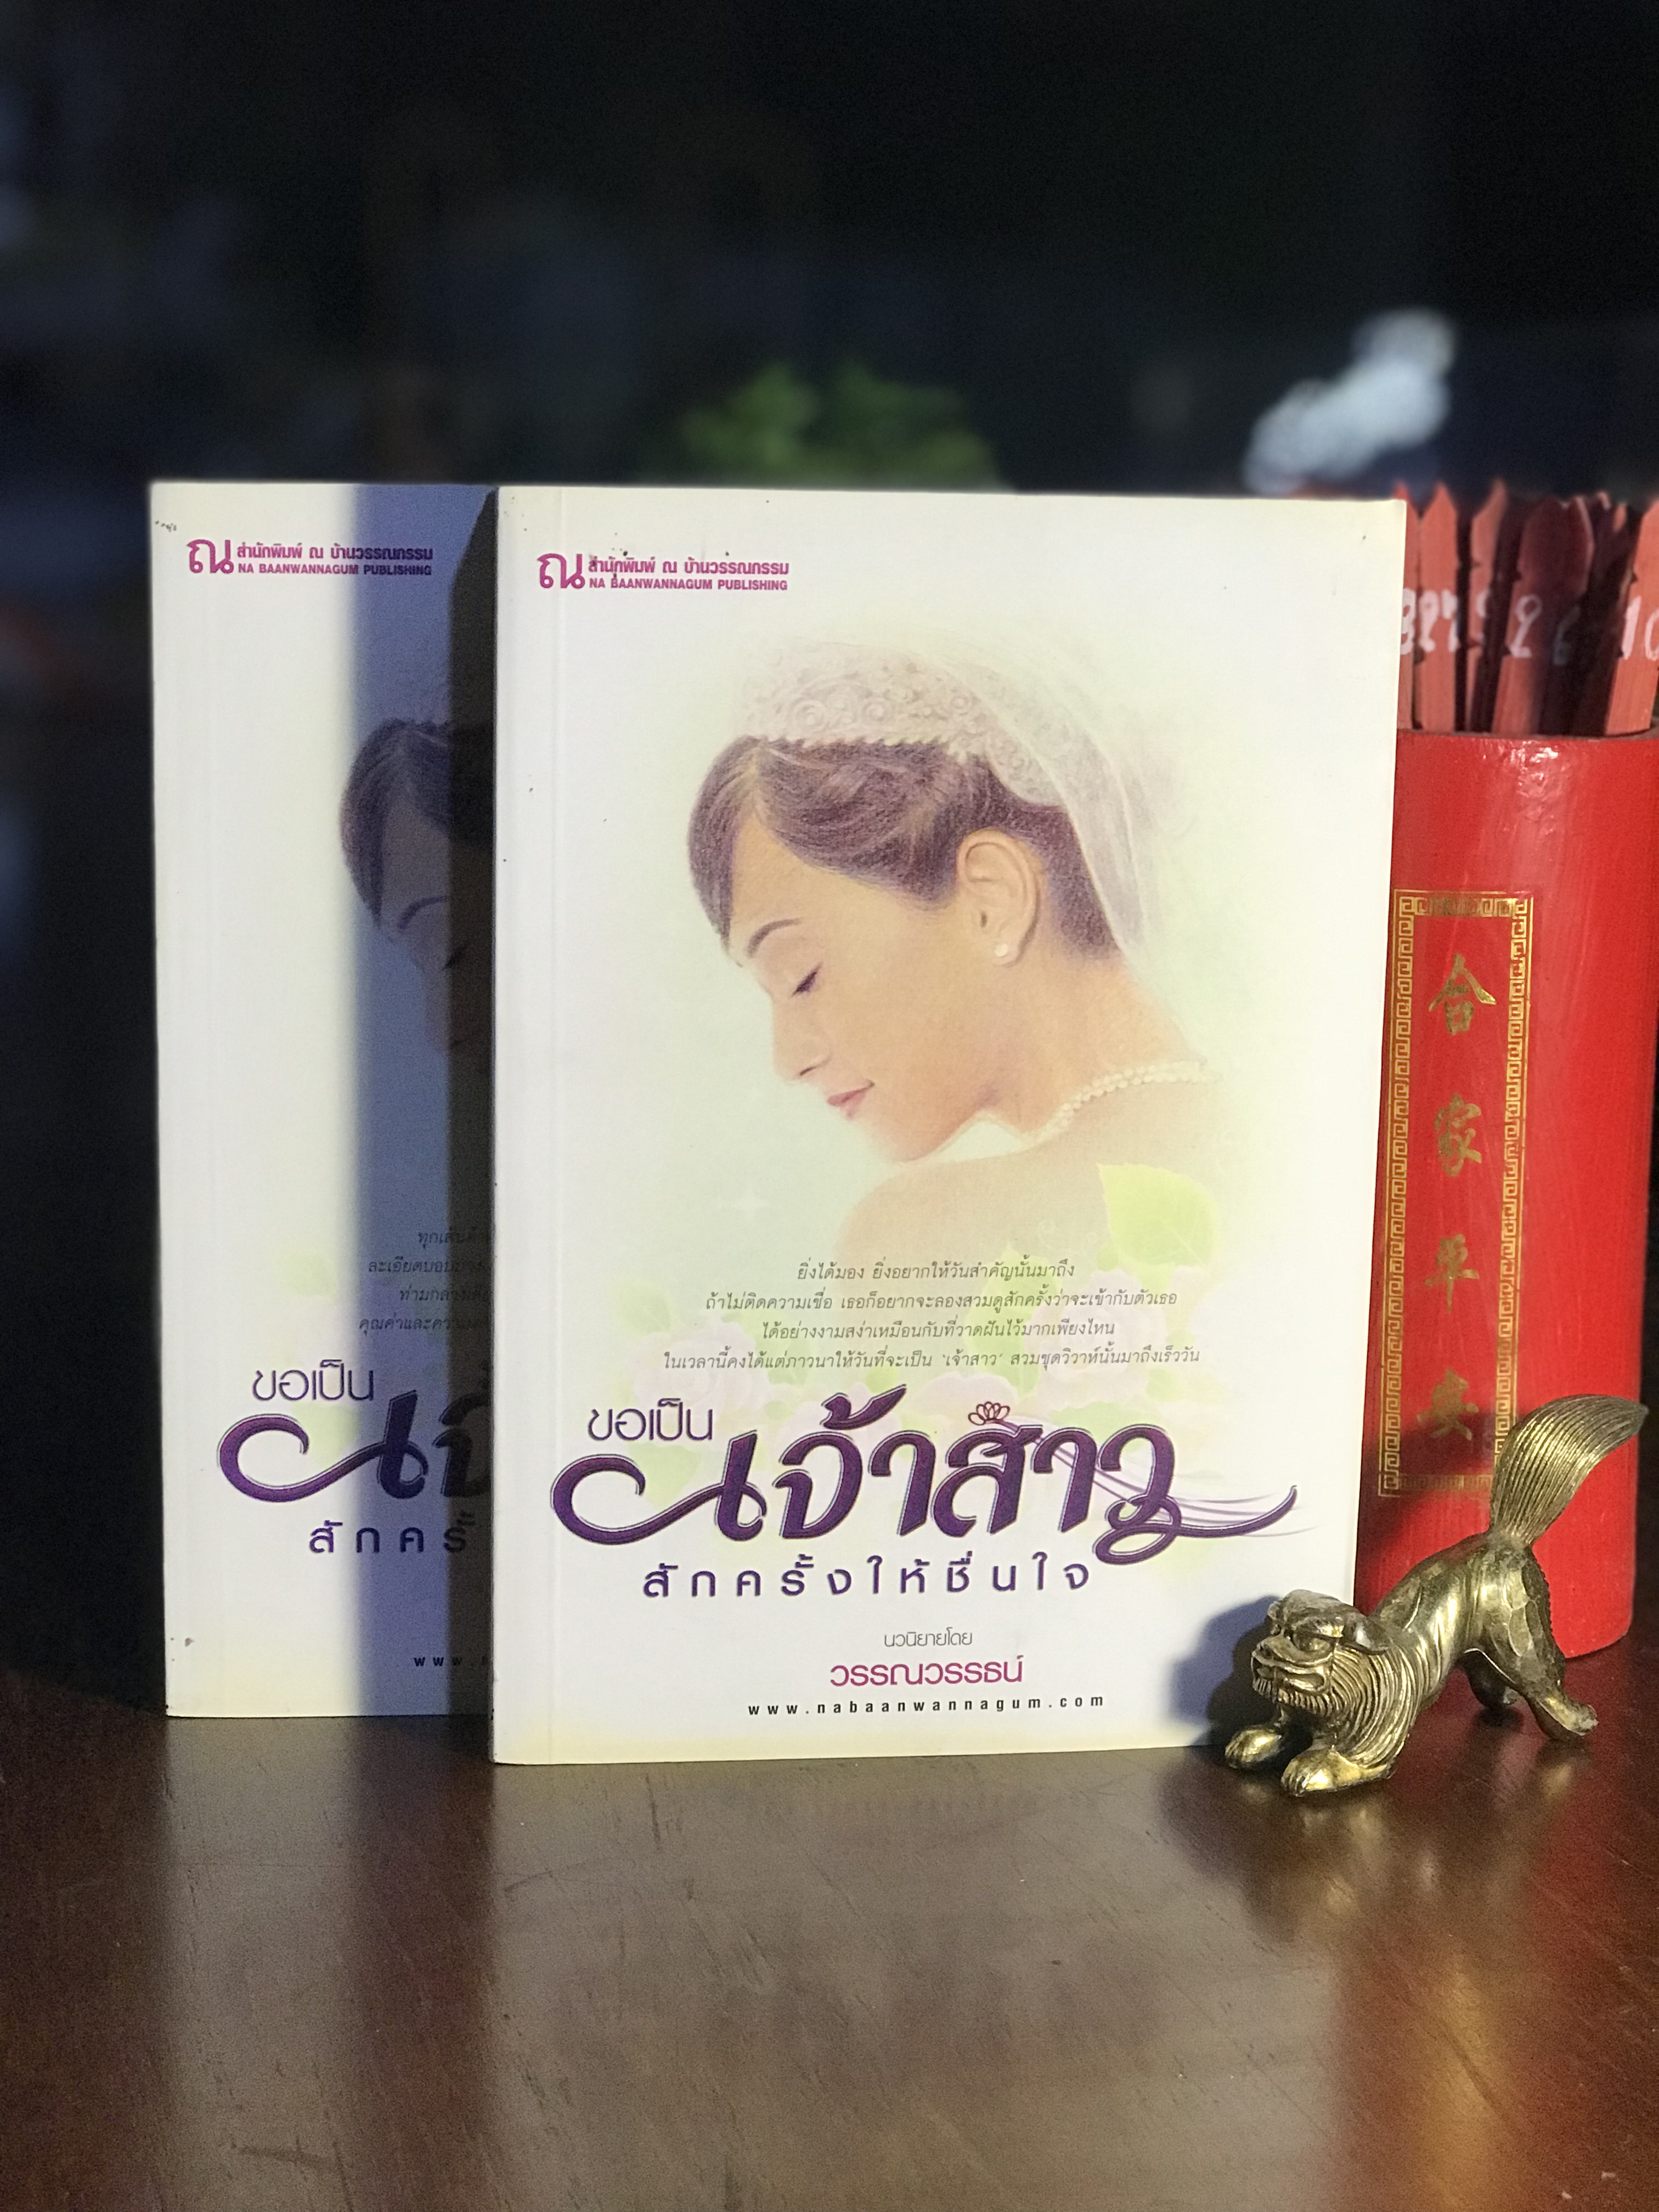 สำนักพิมพ์ ณ บ้านวรรณกรรม
NA BAANWANNAGUM PUBLISHING
ขอเป็น
สักครั้
ณ
สำนักพิมพ์ ณ บ้านวรรณกรรม
NA BAANWANNAGUM PUBLISHING
ยิ่งได้มอง ยิ่งอยากให้วันสำคัญนั้นมาถึง
ถ้าไม่ติดความเชื่อ เธอก็อยากจะลองสวมดูสักครั้งว่าจะเข้ากับตัวเธอ
ได้อย่างงามสง่าเหมือนกับที่วาดฝันไว้มากเพียงไหน
ในเวลานี้คงได้แต่ภาวนาให้วันที่จะเป็น 'เจ้าสาว' สวมชุดวิวาห์นั้นมาถึงเร็ววัน
ขอเป็น
เจ้าสาว
สักครั้งให้ชื่นใจ
นวนิยายโดย
วรรณวรรธน์
www.nabaanwannagum.com
合家平安